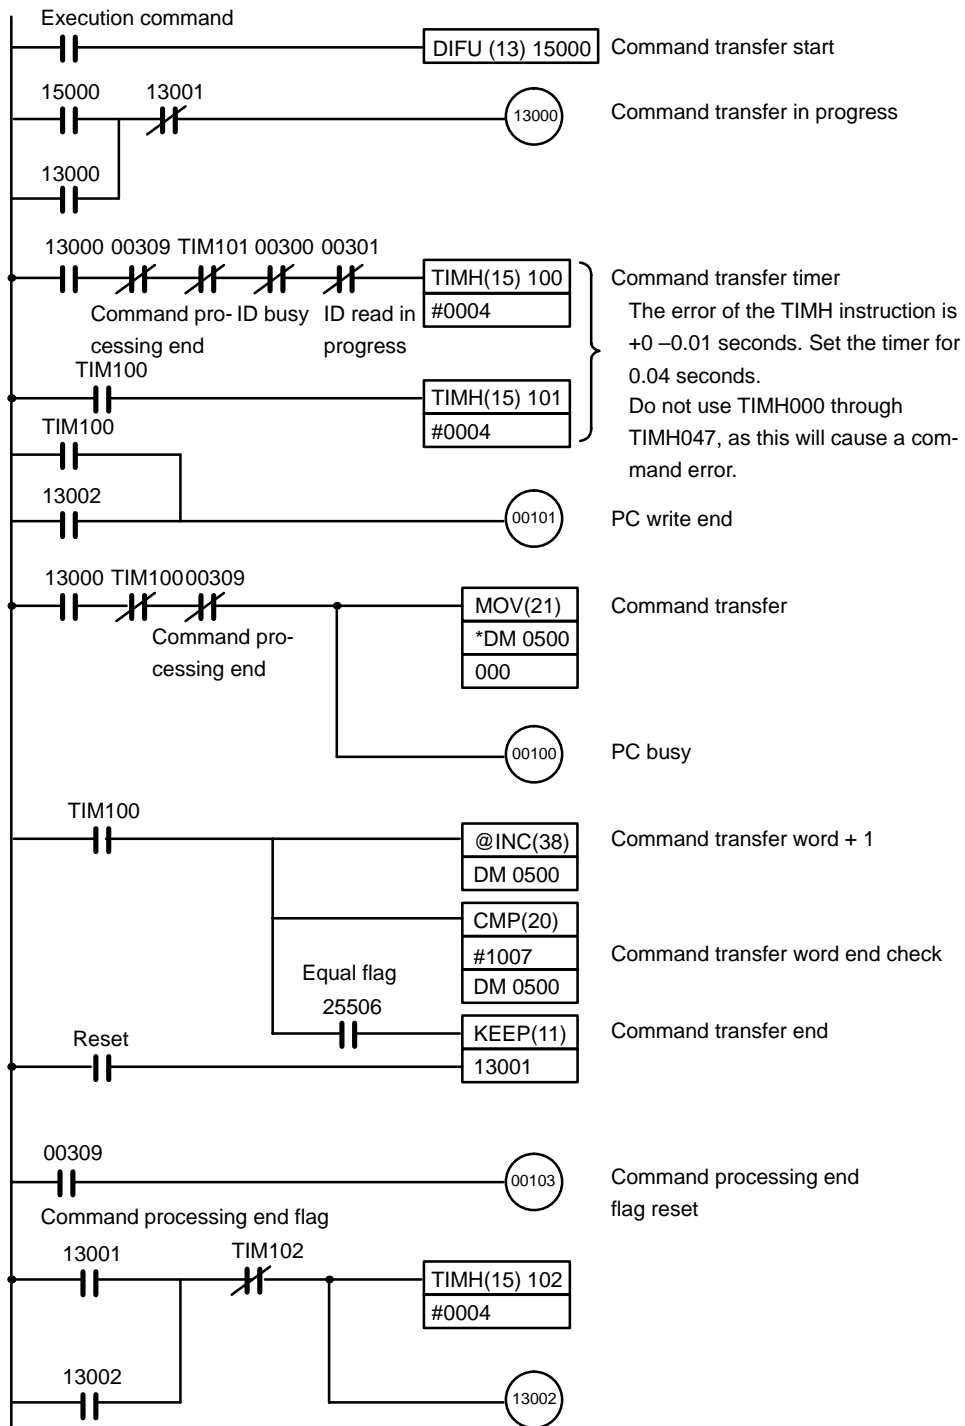 Execution command
DIFU (13) 15000
Command transfer start
15000 13001
13000
Command transfer in progress
13000
13000 00309 TIM101 00300 00301
TIMH(15) 100
#0004
Command transfer timer
Command pro-
cessing end
ID busy
ID read in
progress
The error of the TIMH instruction is
+0 –0.01 seconds. Set the timer for
0.04 seconds.
Do not use TIMH000 through
TIMH047, as this will cause a com-
mand error.
TIM100
TIMH(15) 101
#0004
TIM100
13002
00101
PC write end
13000 TIM100 00309
Command pro-
cessing end
MOV(21)
*DM 0500
000
Command transfer
00100
PC busy
TIM100
@INC(38)
DM 0500
Command transfer word + 1
CMP(20)
#1007
DM 0500
Command transfer word end check
Equal flag
25506
KEEP(11)
13001
Command transfer end
Reset
00309
00103
Command processing end
flag reset
Command processing end flag
13001 TIM102
TIMH(15) 102
#0004
13002
13002